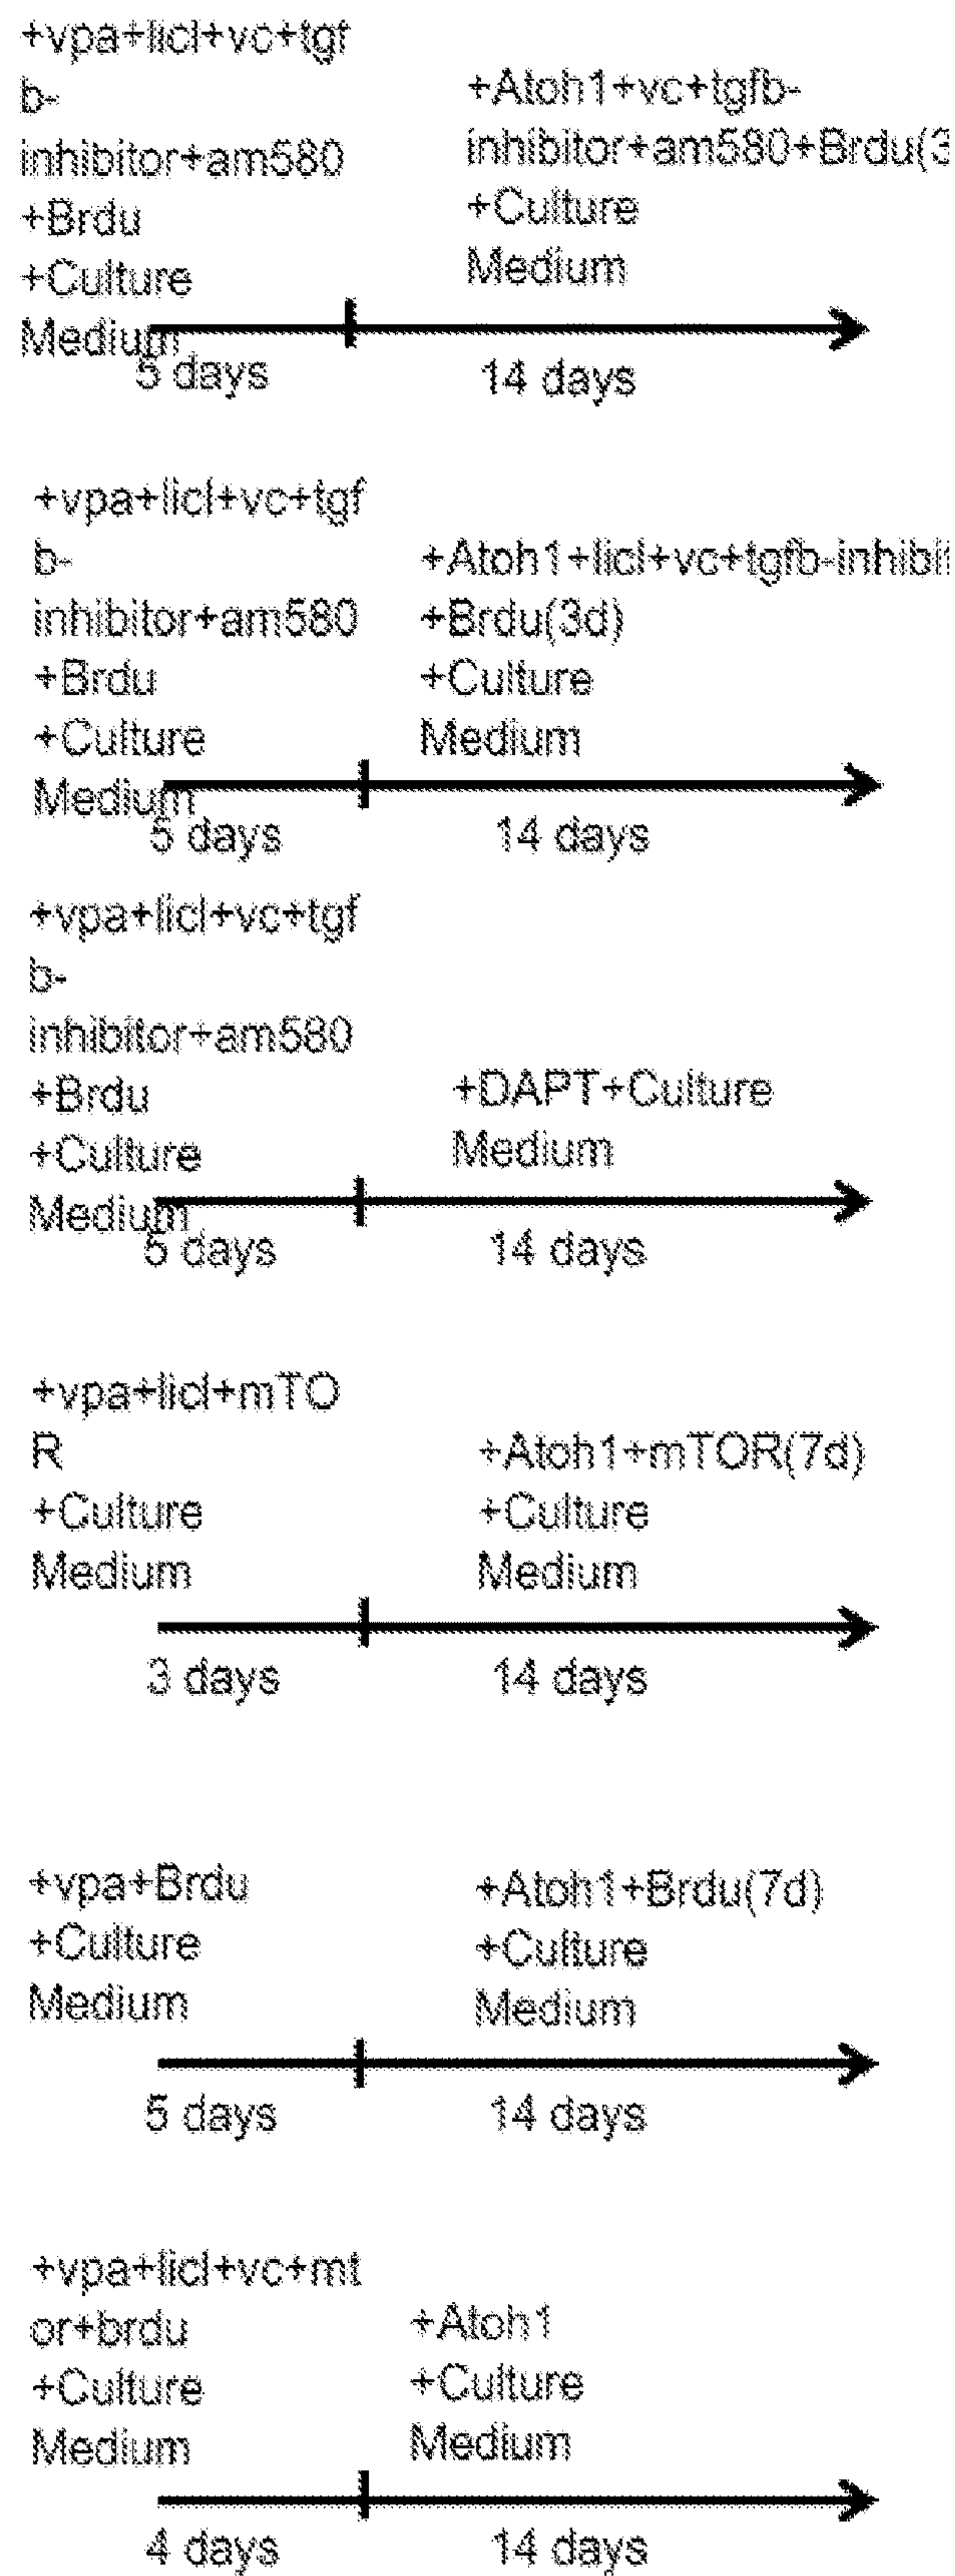 +vpa+licl+vc+tgf
b-
inhibitor+am580
+Brdu
+Culture
Medium
+Atoh1+vc+tgfb-
inhibitor+am580+Brdu(3
+Culture
Medium
5 days
14 days
+vpa+licl+vc+tgf
b-
inhibitor+am580
+Brdu
+Culture
Medium
+Atoh1+licl+vc+tgfb-inhibi
+Brdu(3d)
+Culture
Medium
5 days
14 days
+vpa+licl+vc+tgf
b-
inhibitor+am580
+Brdu
+Culture
Medium
+DAPT+Culture
Medium
5 days
14 days
+vpa+licl+mTO
R
+Culture
Medium
+Atoh1+mTOR(7d)
+Culture
Medium
3 days
14 days
+vpa+Brdu
+Culture
Medium
+Atoh1+Brdu(7d)
+Culture
Medium
5 days
14 days
+vpa+licl+vc+mt
or+brdu
+Culture
Medium
+Atoh1
+Culture
Medium
4 days
14 days